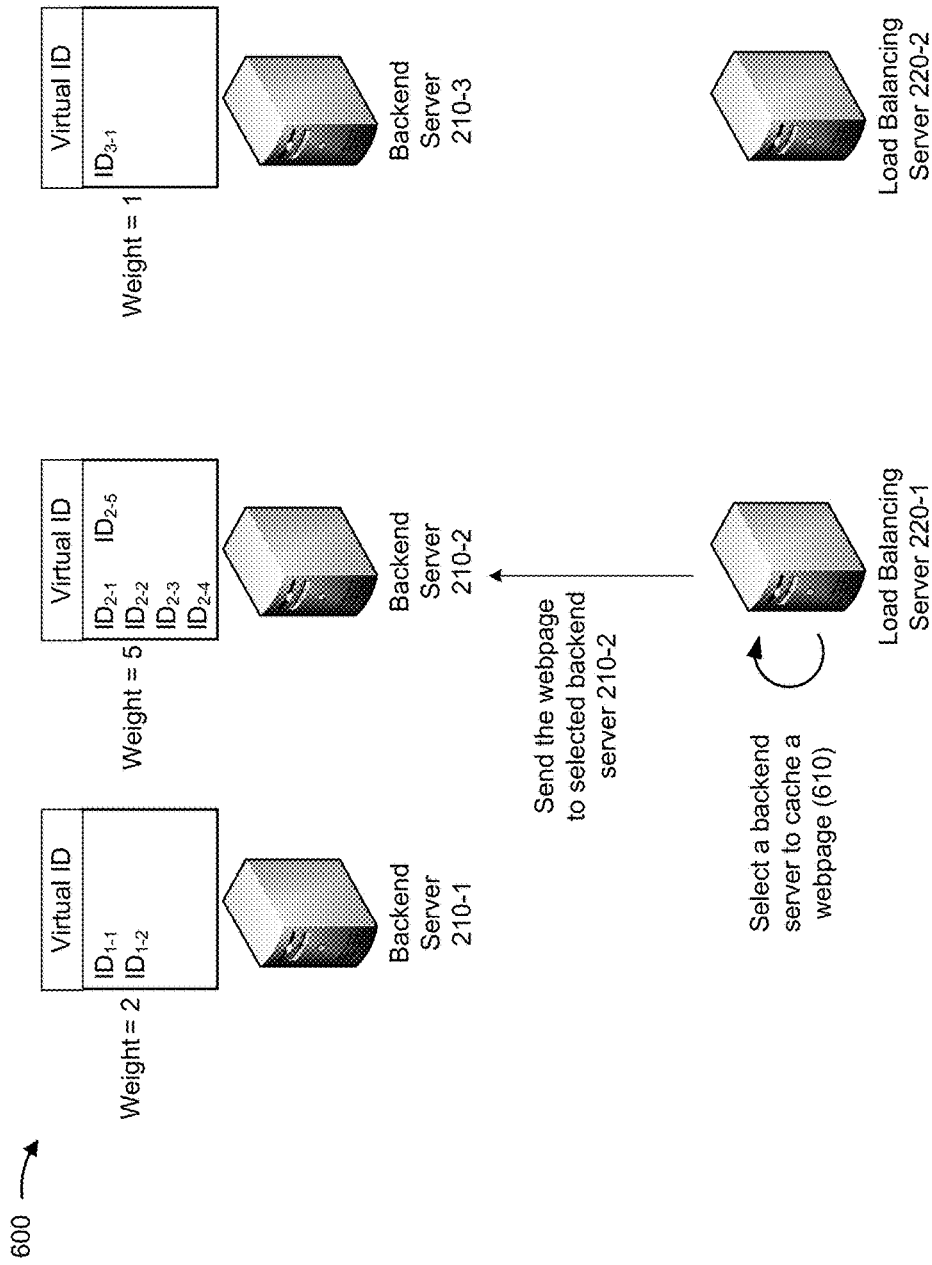 600
Virtual ID
Weight = 2
ID1-1
ID1-2
Backend
Server
210-1
Virtual ID
Weight = 5
ID2-1 ID2-5
ID2-2
ID2-3
ID2-4
Backend
Server
210-2
Virtual ID
Weight = 1
ID3-1
Backend
Server
210-3
Send the webpage
to selected backend
server 210-2
Select a backend
server to cache a
webpage (610)
Load Balancing
Server 220-1
Load Balancing
Server 220-2